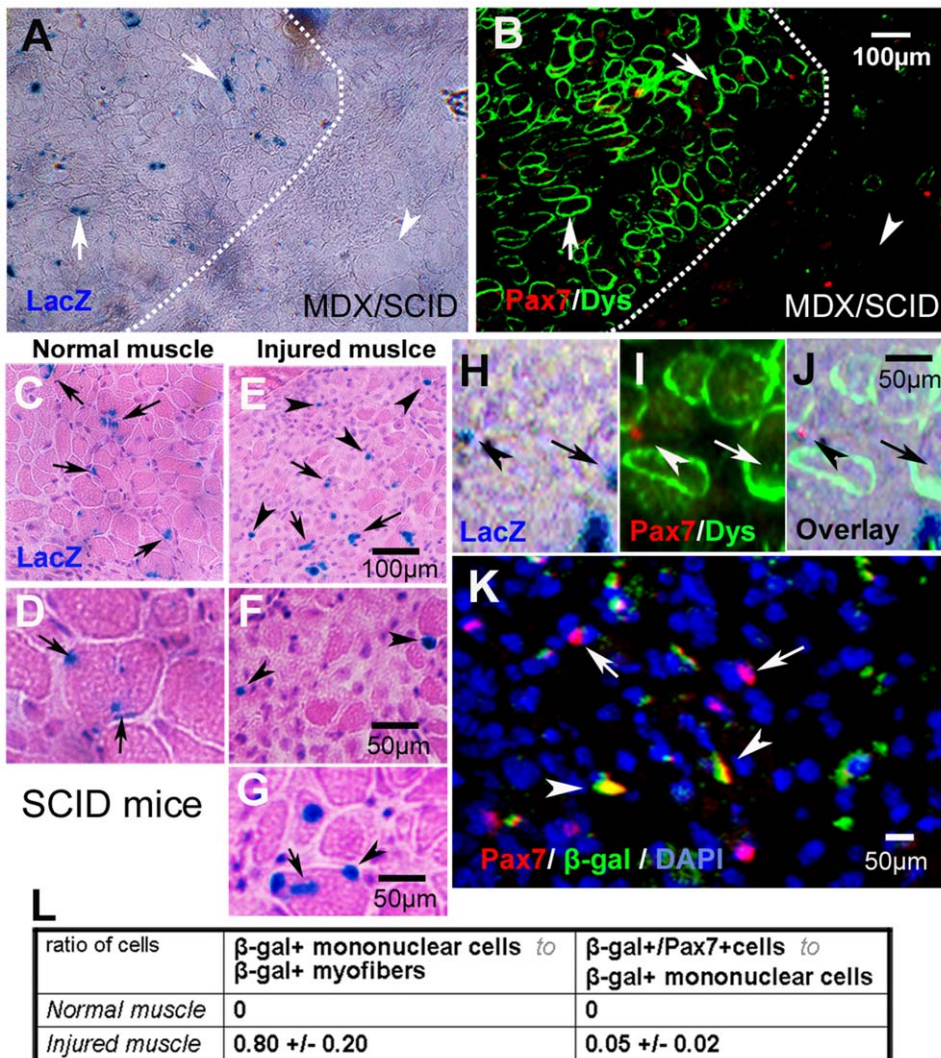 A
LacZ
MDX/SCID
B
100µm
Pax7/Dys
MDX/SCID
Normal muscle
Injured muslce
C
LacZ
E
100µm
D
F
50µm
SCID mice
G
50µm
H
LacZ
I
Pax7/Dys
J
50µm
Overlay
K
Pax7/ β-gal / DAPI
50µm
L
ratio of cells
β-gal+ mononuclear cells to
β-gal+ myofibers
β-gal+/Pax7+cells to
β-gal+ mononuclear cells
Normal muscle
0
0
Injured muscle
0.80 +/- 0.20
0.05 +/- 0.02